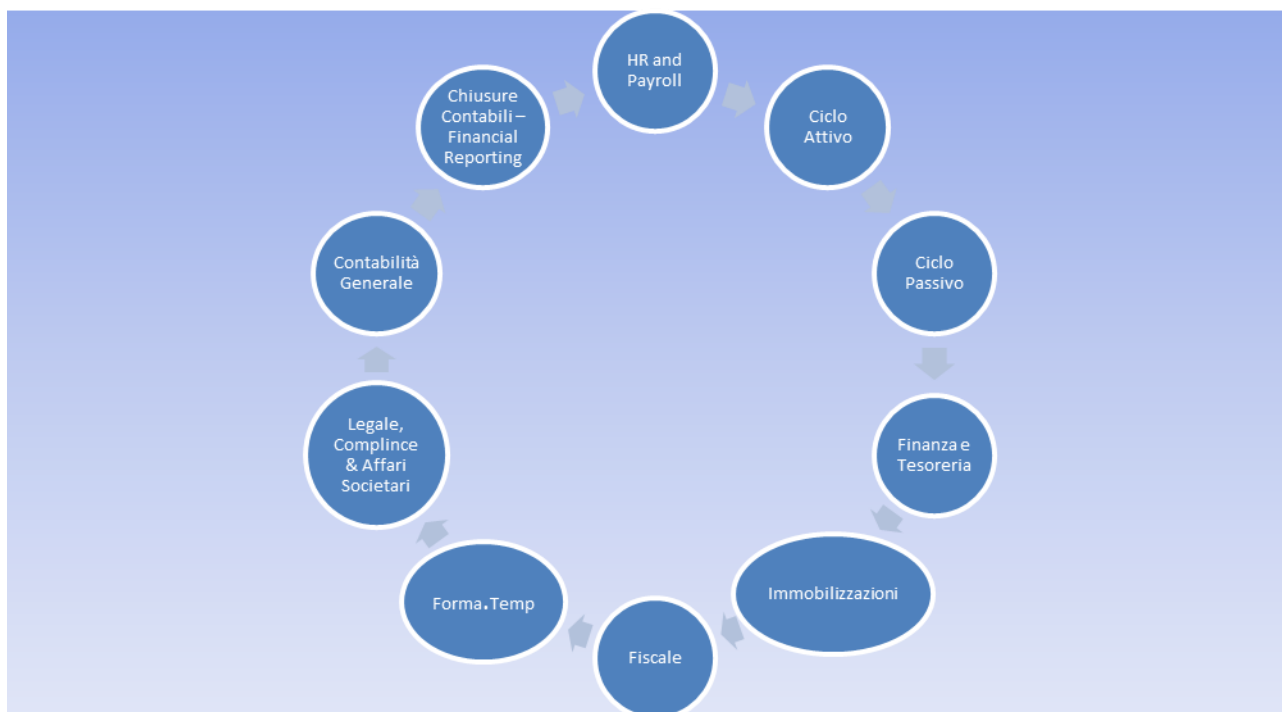 HR and
Payroll
Ciclo
Attivo
Ciclo
Passivo
Finanza e
Tesoreria
Immobilizzazioni
Fiscale
Forma.Temp
Legale,
Complince
& Affari
Societari
Contabilità
Generale
Chiusure
Contabili –
Financial
Reporting